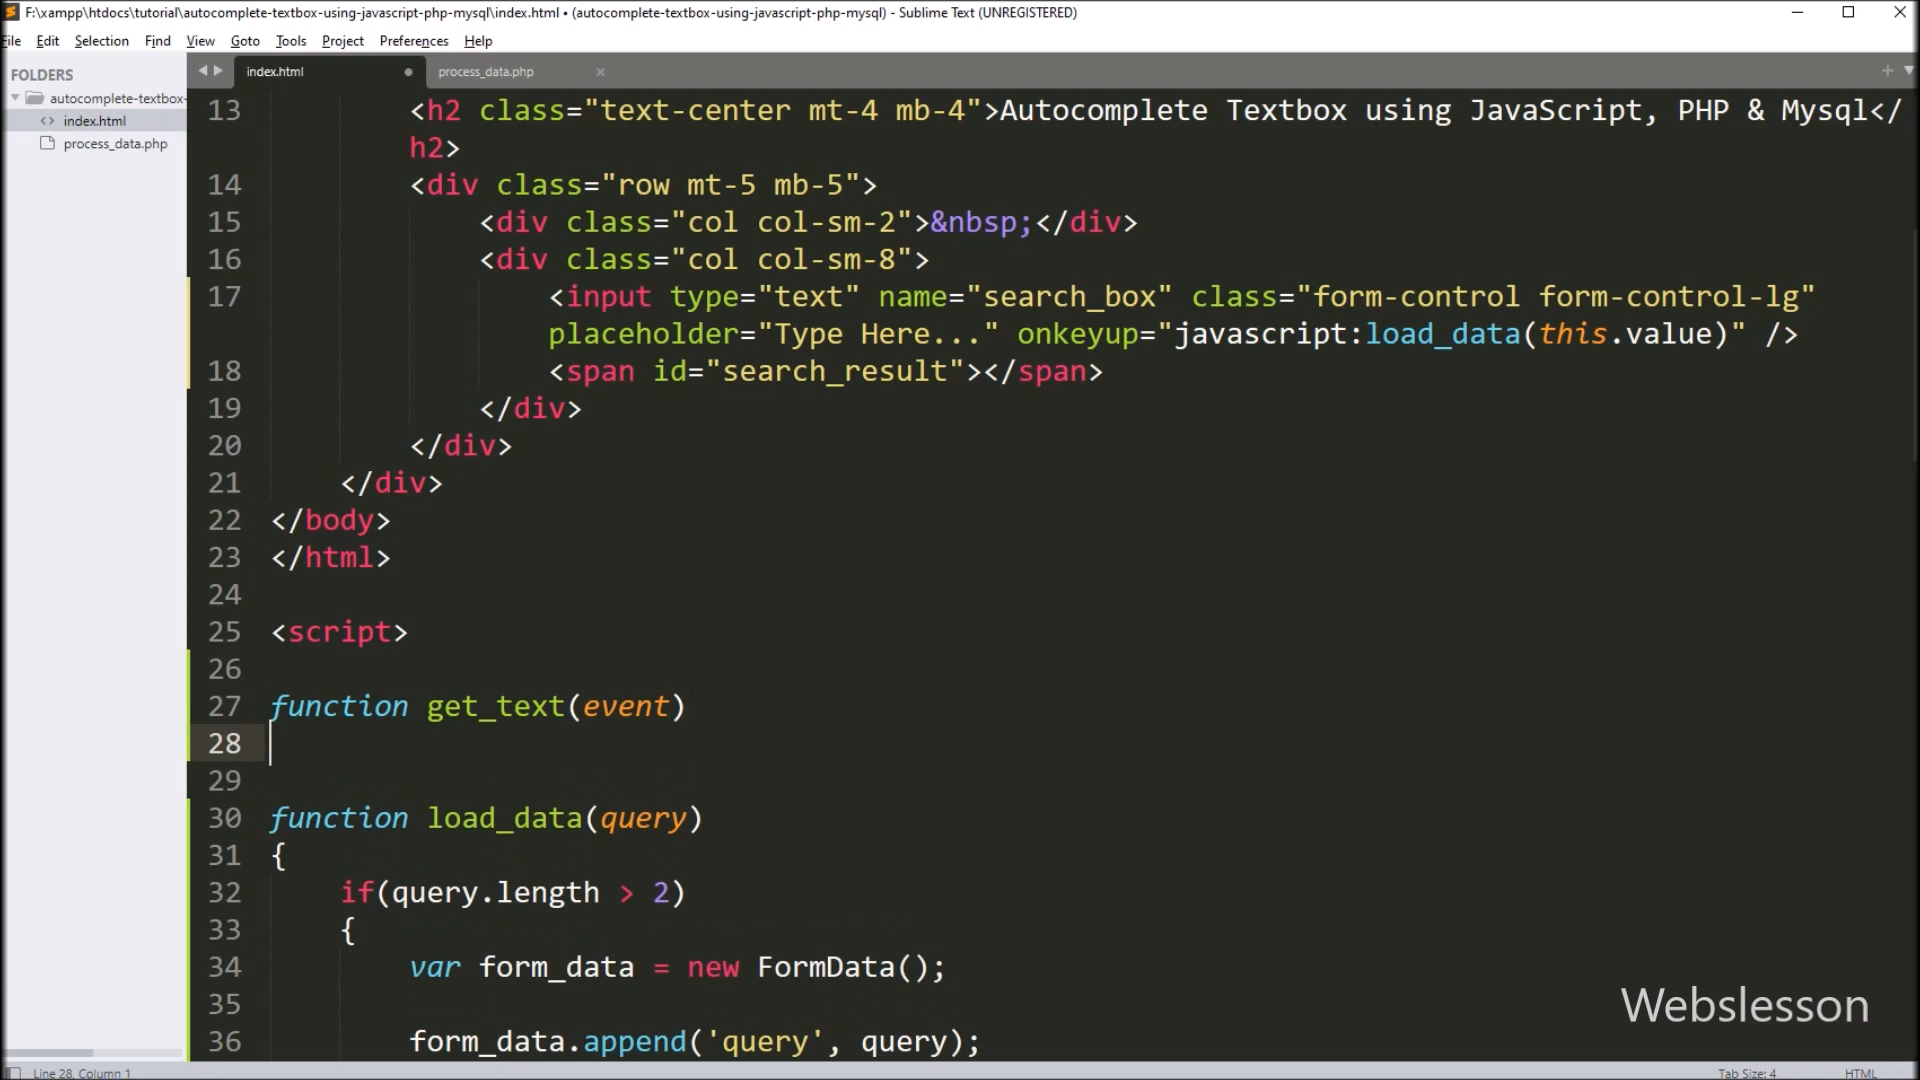 F:\xampp\htdocs\tutorial\autocomplete-textbox-using-javascript-php-mysql\index.html • (autocomplete-textbox-using-javascript-php-mysql) - Sublime Text (UNREGISTERED)
File Edit Selection Find View Goto Tools Project Preferences Help
FOLDERS
autocomplete-textbox-
index.html
process_data.php
index.html process_data.php
13 <h2 class="text-center mt-4 mb-4">Autocomplete Textbox using JavaScript, PHP & Mysql</
h2>
14 <div class="row mt-5 mb-5">
15 <div class="col col-sm-2">&nbsp;</div>
16 <div class="col col-sm-8">
17 <input type="text" name="search_box" class="form-control form-control-lg"
placeholder="Type Here..." onkeyup="javascript:load_data(this.value)" />
18 <span id="search_result"></span>
19 </div>
20 </div>
21 </div>
22 </body>
23 </html>
24
25 <script>
26
27 function get_text(event)
28
29
30 function load_data(query)
31 {
32 if(query.length > 2)
33 {
34 var form_data = new FormData();
35
36 form_data.append('query', query);
Webslesson
Line 28, Column 1 Tab Size: 4 HTML